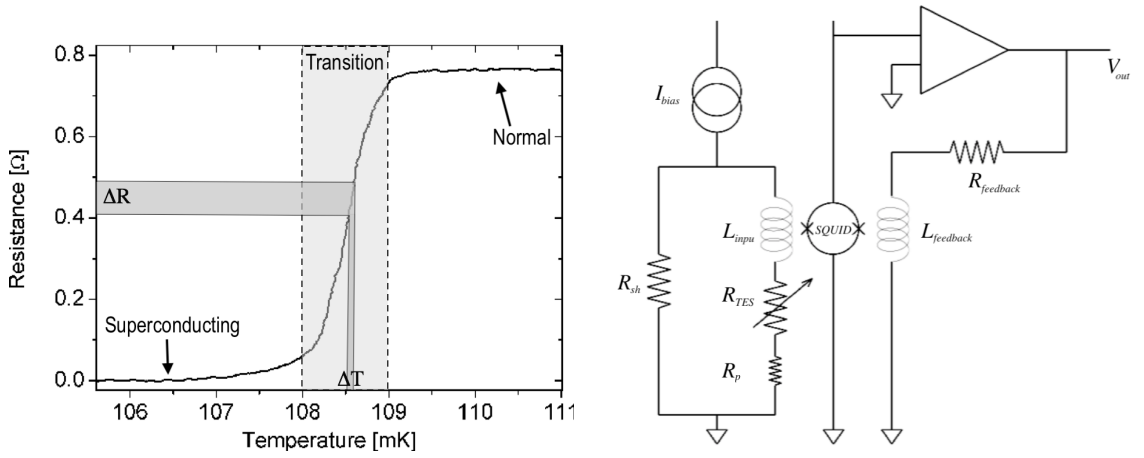 Resistance [Ω]
0.8
0.6
0.4
0.2
0.0
Transition
Normal
ΔR
Superconducting
ΔT
106
107
108
109
110
111
Temperature [mK]
I_bias
R_sh
L_inpu
R_TES
R_p
SQUID
L_feedback
R_feedback
V_out